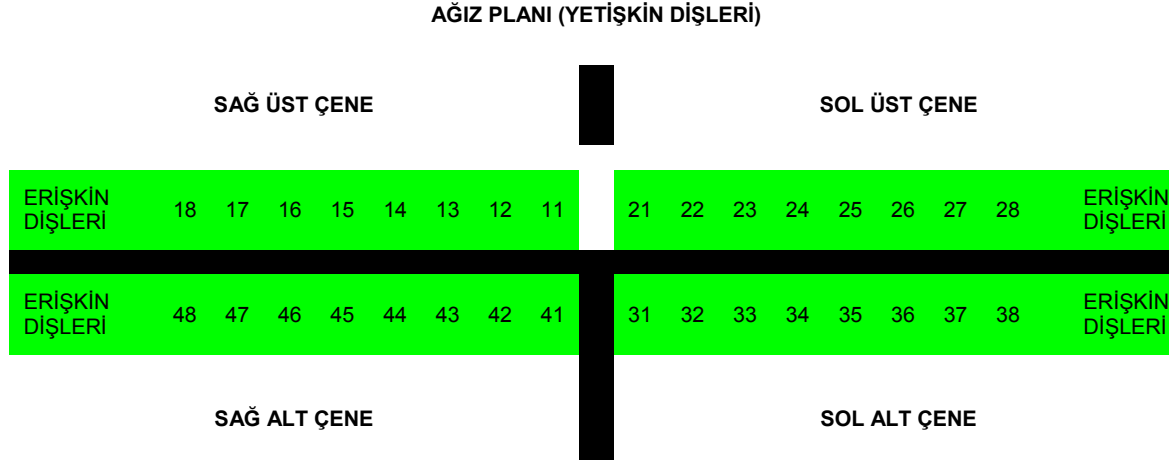 AĞIZ PLANI (YETİŞKİN DİŞLERİ)
SAĞ ÜST ÇENE
SOL ÜST ÇENE
ERİŞKİN DİŞLERİ 18 17 16 15 14 13 12 11 21 22 23 24 25 26 27 28 ERİŞKİN DİŞLERİ
ERİŞKİN DİŞLERİ 48 47 46 45 44 43 42 41 31 32 33 34 35 36 37 38 ERİŞKİN DİŞLERİ
SAĞ ALT ÇENE
SOL ALT ÇENE